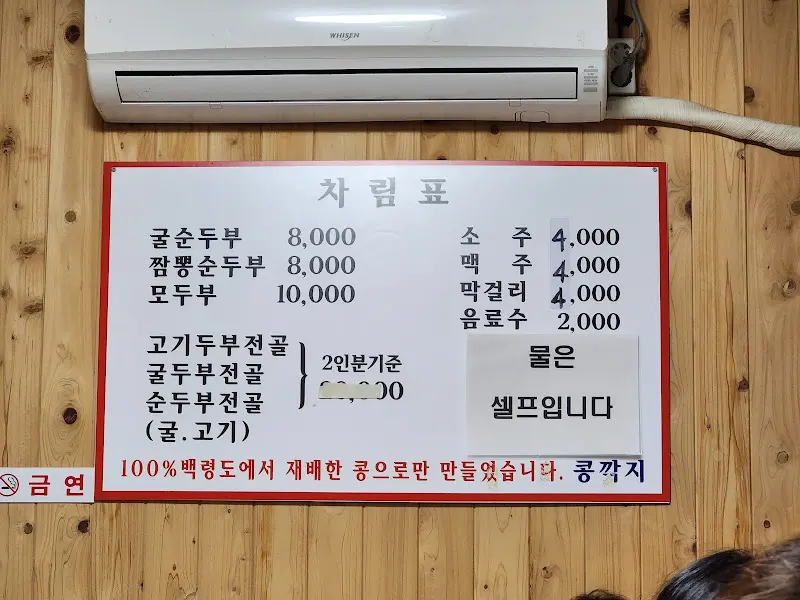 WHISEN
차림표
굴순두부 8,000
짬뽕순두부 8,000
모두부 10,000
소주 4,000
맥주 4,000
막걸리 4,000
음료수 2,000
고기두부전골
굴두부전골
순두부전골
(굴.고기)
2인분기준
물은
셀프입니다
100%백령도에서 재배한 콩으로만 만들었습니다. 콩깍지
금연